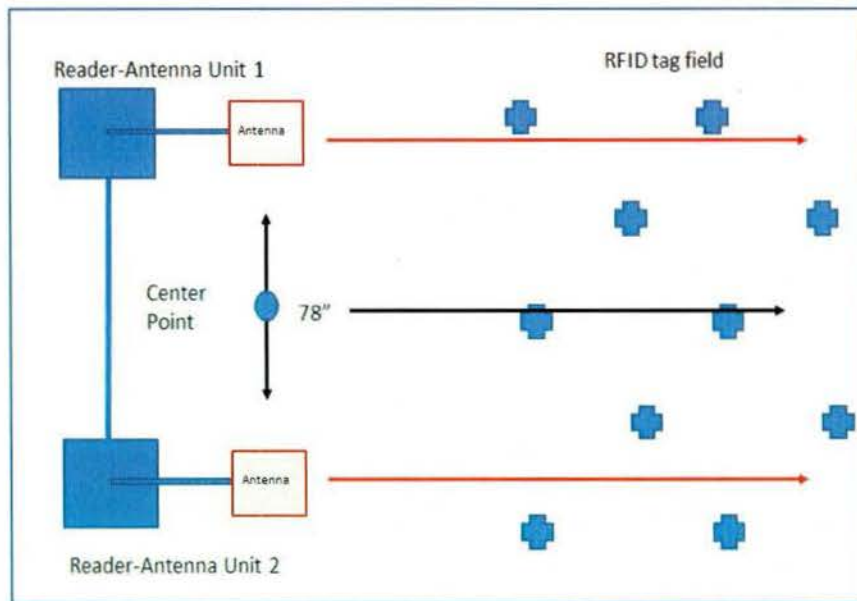 Reader-Antenna Unit 1
RFID tag field
Antenna
Center
Point
78"
Antenna
Reader-Antenna Unit 2